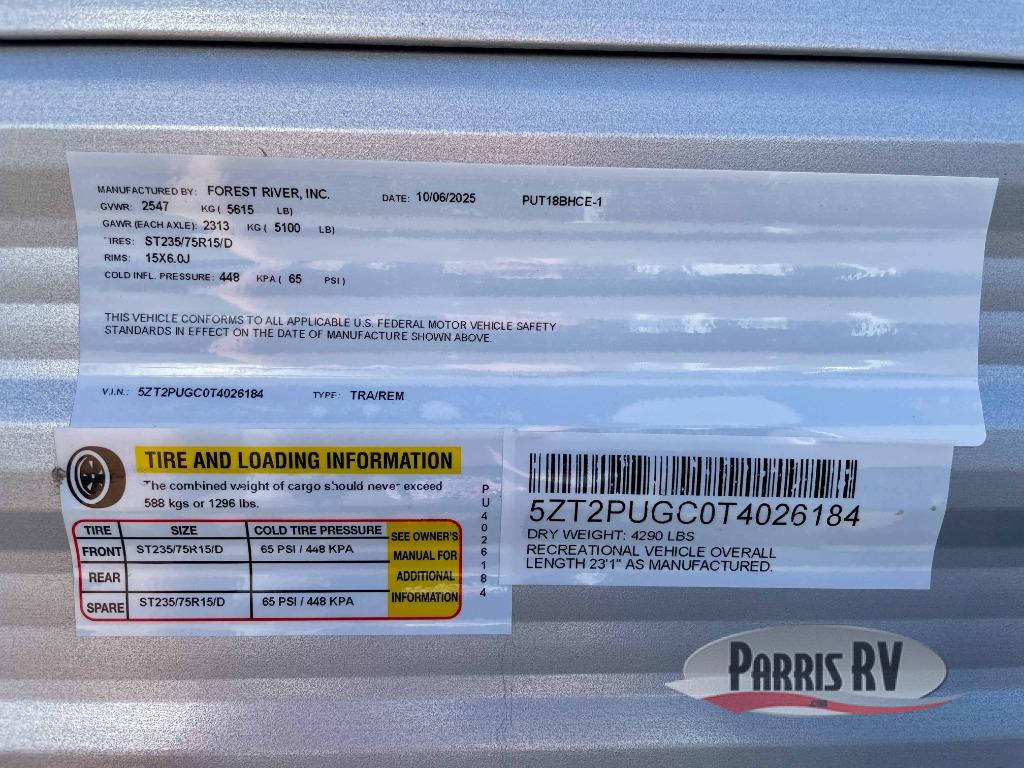 MANUFACTURED BY: FOREST RIVER, INC. DATE: 10/06/2025 PUT18BHCE-1
GVWR: 2547 KG ( 5615 LB)
GAWR (EACH AXLE): 2313 KG ( 5100 LB)
TIRES: ST235/75R15/D
RIMS: 15X6.0J
COLD INFL. PRESSURE: 448 KPA ( 65 PSI )
THIS VEHICLE CONFORMS TO ALL APPLICABLE U.S. FEDERAL MOTOR VEHICLE SAFETY
STANDARDS IN EFFECT ON THE DATE OF MANUFACTURE SHOWN ABOVE.
V.I.N.: 5ZT2PUGC0T4026184 TYPE: TRA/REM
TIRE AND LOADING INFORMATION
The combined weight of cargo should never exceed
588 kgs or 1296 lbs.
TIRE SIZE COLD TIRE PRESSURE
FRONT ST235/75R15/D 65 PSI / 448 KPA
REAR
SPARE ST235/75R15/D 65 PSI / 448 KPA
SEE OWNER'S
MANUAL FOR
ADDITIONAL
INFORMATION
PU4026184
5ZT2PUGC0T4026184
DRY WEIGHT: 4290 LBS
RECREATIONAL VEHICLE OVERALL
LENGTH 23'1" AS MANUFACTURED.
PARRIS RV
.com